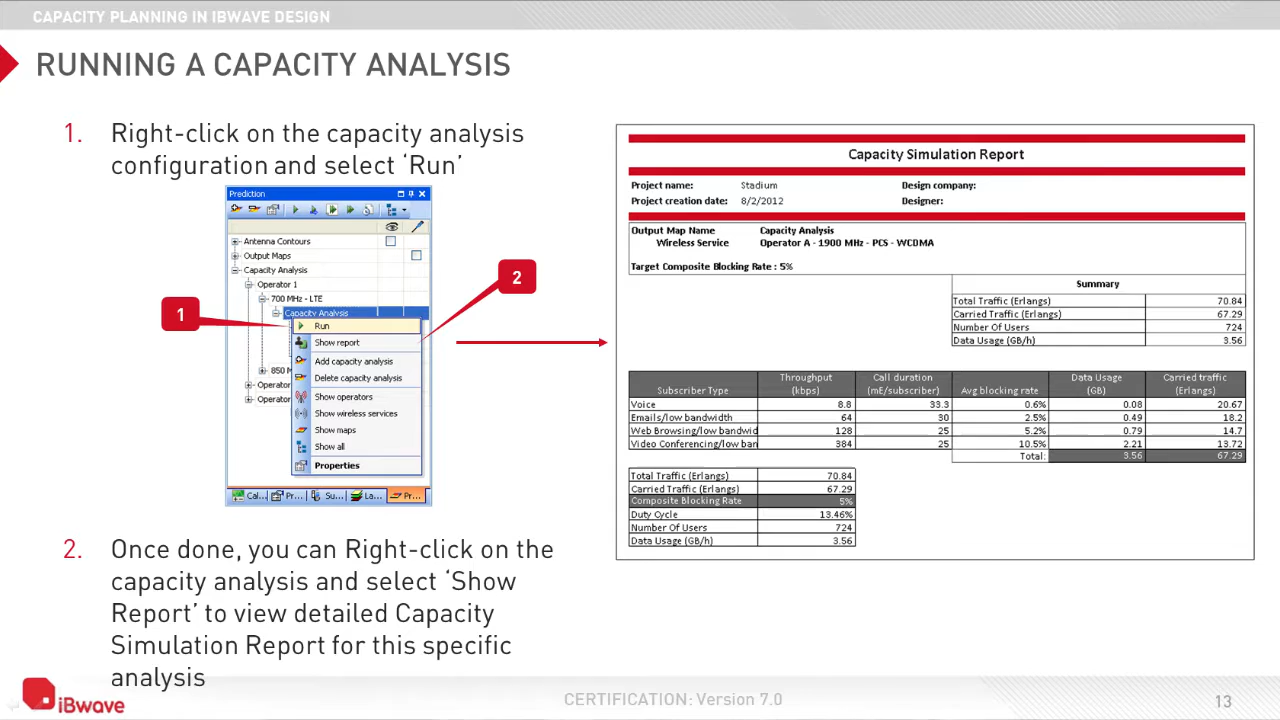 CAPACITY PLANNING IN IBWAVE DESIGN
RUNNING A CAPACITY ANALYSIS
1. Right-click on the capacity analysis
configuration and select ‘Run’
Prediction
Antenna Contours
Output Maps
Capacity Analysis
Operator 1
700 MHz - LTE
Capacity Analysis
Run
Show report
Add capacity analysis
850 M
Delete capacity analysis
Operator
Show operators
Operator
Show wireless services
Show maps
Show all
Properties
Cal... Pr... Su... La... Pr...
1
2
2. Once done, you can Right-click on the
capacity analysis and select ‘Show
Report’ to view detailed Capacity
Simulation Report for this specific
analysis
Capacity Simulation Report
Project name: Stadium Design company:
Project creation date: 8/2/2012 Designer:
Output Map Name Capacity Analysis
Wireless Service Operator A - 1900 MHz - PCS - WCDMA
Target Composite Blocking Rate : 5%
Summary
Total Traffic (Erlangs) 70.84
Carried Traffic (Erlangs) 67.29
Number Of Users 724
Data Usage (GB/h) 3.56
Subscriber Type Throughput (kbps) Call duration (mE/subscriber) Avg blocking rate Data Usage (GB) Carried traffic (Erlangs)
Voice 8.8 33.3 0.6% 0.08 20.67
Emails/low bandwidth 64 30 2.5% 0.49 18.2
Web Browsing/low bandwid 128 25 5.2% 0.79 14.7
Video Conferencing/low ban 384 25 10.5% 2.21 13.72
Total: 3.56 67.29
Total Traffic (Erlangs) 70.84
Carried Traffic (Erlangs) 67.29
Composite Blocking Rate 5%
Duty Cycle 13.46%
Number Of Users 724
Data Usage (GB/h) 3.56
iBwave
CERTIFICATION: Version 7.0
13